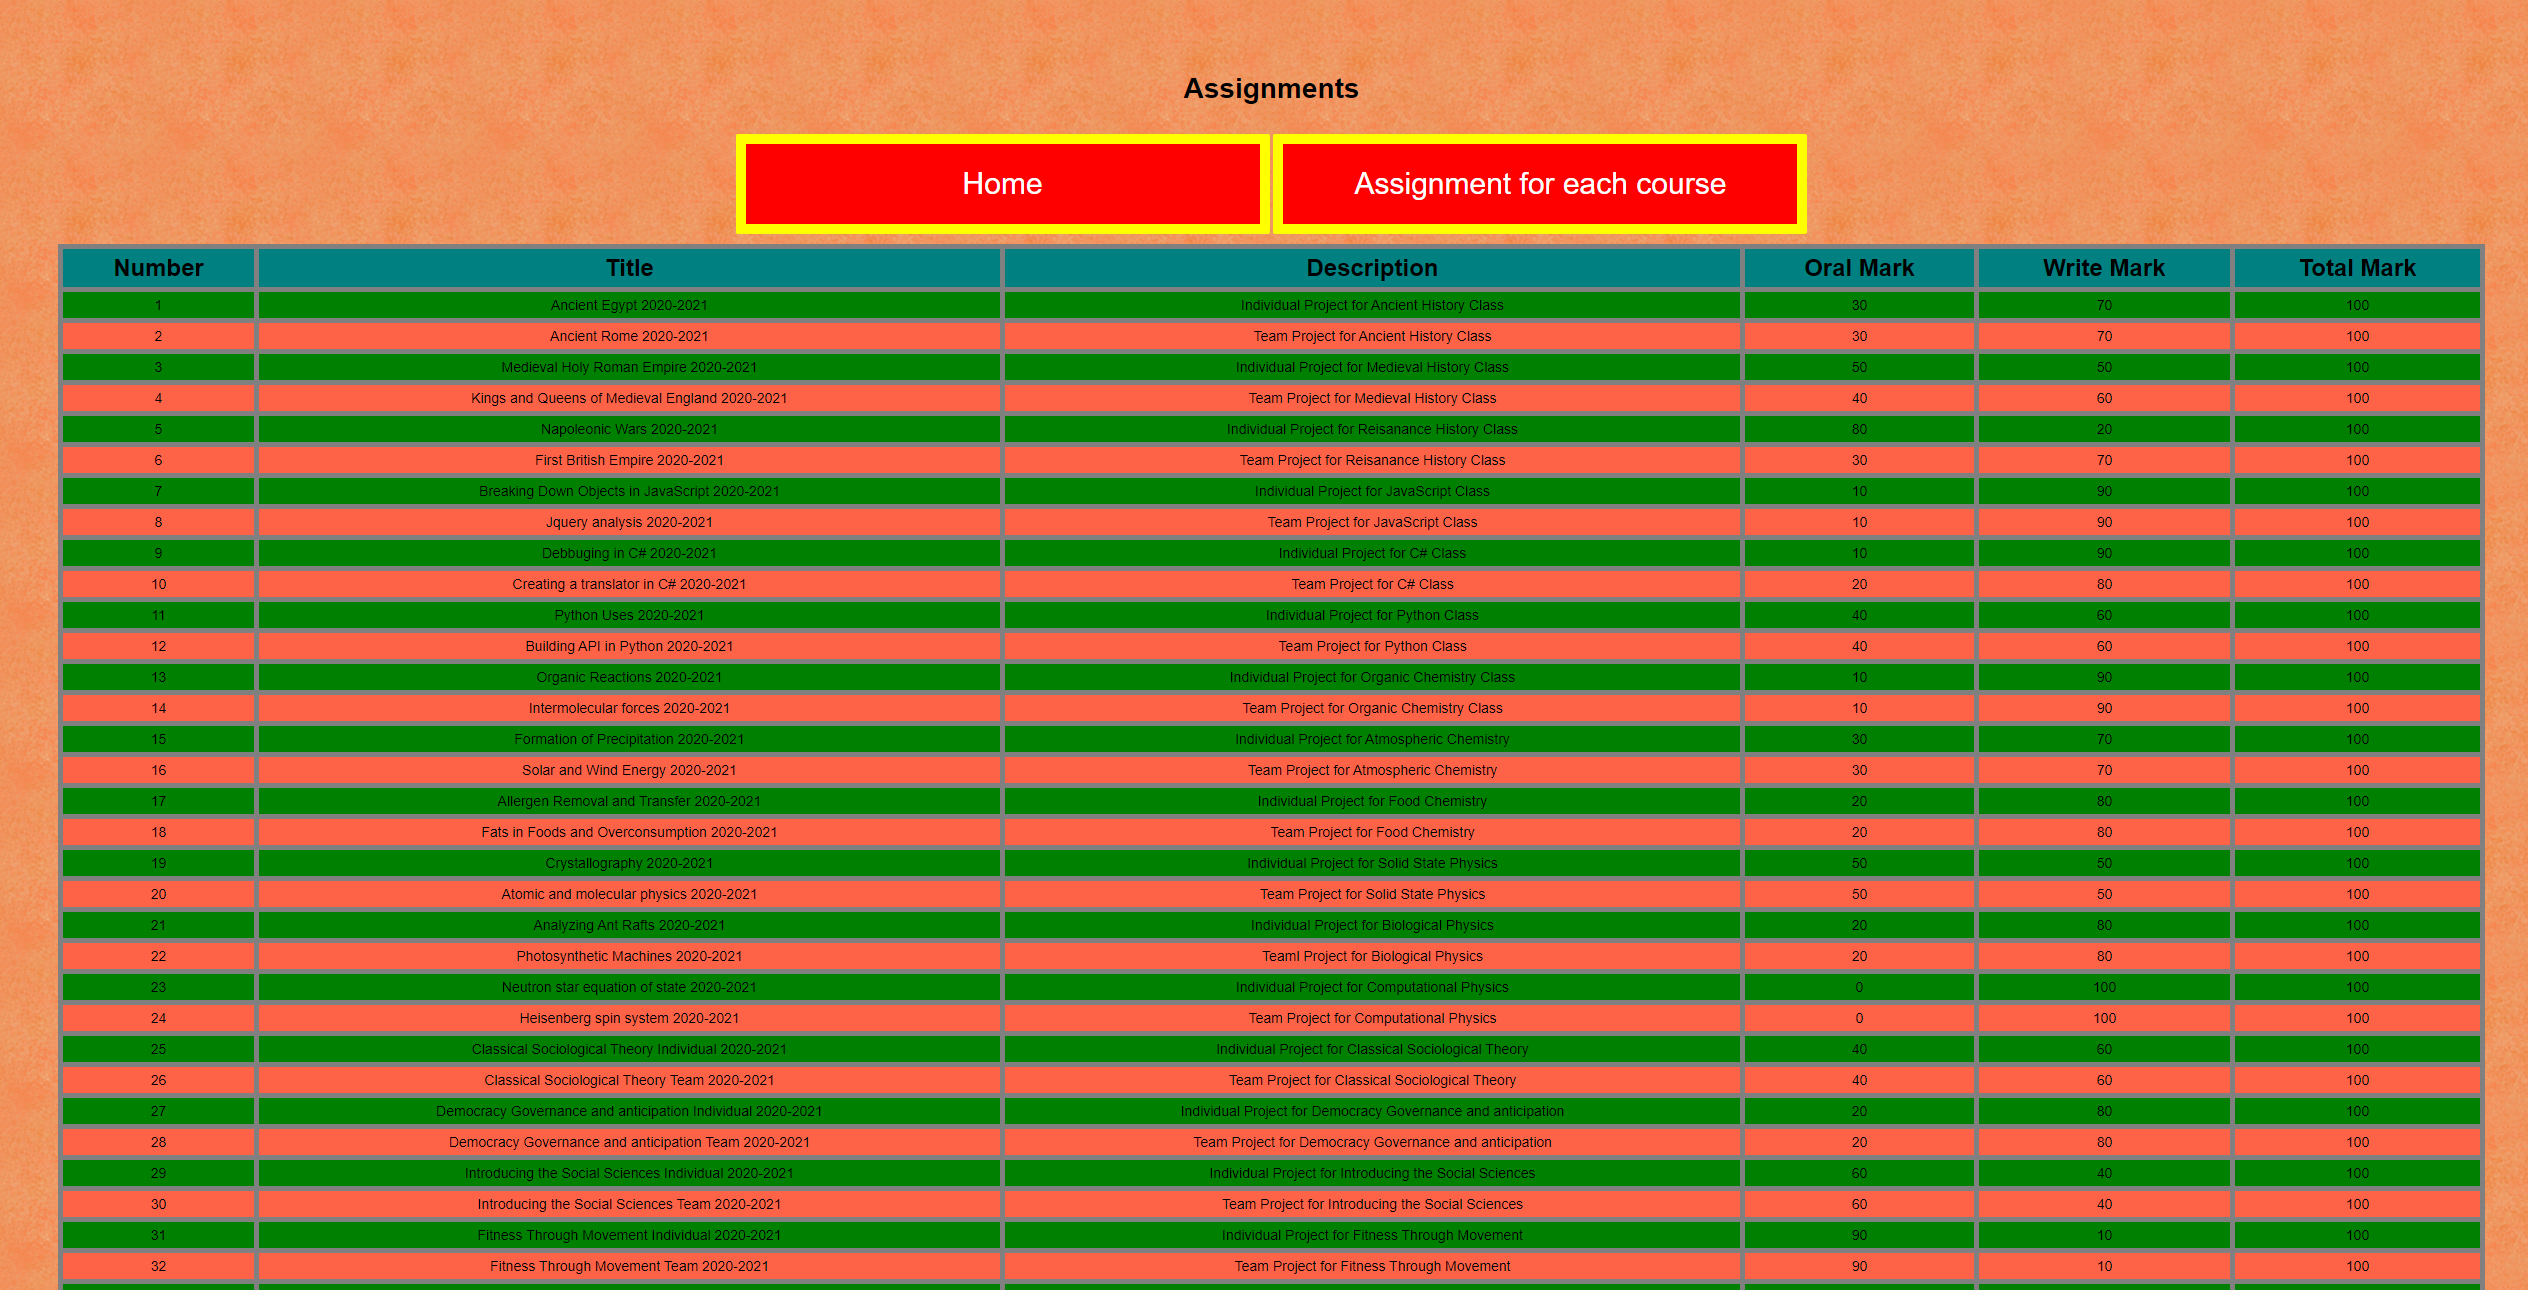 Assignments
Home Assignment for each course
Number Title Description Oral Mark Write Mark Total Mark
1 Ancient Egypt 2020-2021 Individual Project for Ancient History Class 30 70 100
2 Ancient Rome 2020-2021 Team Project for Ancient History Class 30 70 100
3 Medieval Holy Roman Empire 2020-2021 Individual Project for Medieval History Class 50 50 100
4 Kings and Queens of Medieval England 2020-2021 Team Project for Medieval History Class 40 60 100
5 Napoleonic Wars 2020-2021 Individual Project for Reisanance History Class 80 20 100
6 First British Empire 2020-2021 Team Project for Reisanance History Class 30 70 100
7 Breaking Down Objects in JavaScript 2020-2021 Individual Project for JavaScript Class 10 90 100
8 Jquery analysis 2020-2021 Team Project for JavaScript Class 10 90 100
9 Debbuging in C# 2020-2021 Individual Project for C# Class 10 90 100
10 Creating a translator in C# 2020-2021 Team Project for C# Class 20 80 100
11 Python Uses 2020-2021 Individual Project for Python Class 40 60 100
12 Building API in Python 2020-2021 Team Project for Python Class 40 60 100
13 Organic Reactions 2020-2021 Individual Project for Organic Chemistry Class 10 90 100
14 Intermolecular forces 2020-2021 Team Project for Organic Chemistry Class 10 90 100
15 Formation of Precipitation 2020-2021 Individual Project for Atmospheric Chemistry 30 70 100
16 Solar and Wind Energy 2020-2021 Team Project for Atmospheric Chemistry 30 70 100
17 Allergen Removal and Transfer 2020-2021 Individual Project for Food Chemistry 20 80 100
18 Fats in Foods and Overconsumption 2020-2021 Team Project for Food Chemistry 20 80 100
19 Crystallography 2020-2021 Individual Project for Solid State Physics 50 50 100
20 Atomic and molecular physics 2020-2021 Team Project for Solid State Physics 50 50 100
21 Analyzing Ant Rafts 2020-2021 Individual Project for Biological Physics 20 80 100
22 Photosynthetic Machines 2020-2021 Teaml Project for Biological Physics 20 80 100
23 Neutron star equation of state 2020-2021 Individual Project for Computational Physics 0 100 100
24 Heisenberg spin system 2020-2021 Team Project for Computational Physics 0 100 100
25 Classical Sociological Theory Individual 2020-2021 Individual Project for Classical Sociological Theory 40 60 100
26 Classical Sociological Theory Team 2020-2021 Team Project for Classical Sociological Theory 40 60 100
27 Democracy Governance and anticipation Individual 2020-2021 Individual Project for Democracy Governance and anticipation 20 80 100
28 Democracy Governance and anticipation Team 2020-2021 Team Project for Democracy Governance and anticipation 20 80 100
29 Introducing the Social Sciences Individual 2020-2021 Individual Project for Introducing the Social Sciences 60 40 100
30 Introducing the Social Sciences Team 2020-2021 Team Project for Introducing the Social Sciences 60 40 100
31 Fitness Through Movement Individual 2020-2021 Individual Project for Fitness Through Movement 90 10 100
32 Fitness Through Movement Team 2020-2021 Team Project for Fitness Through Movement 90 10 100